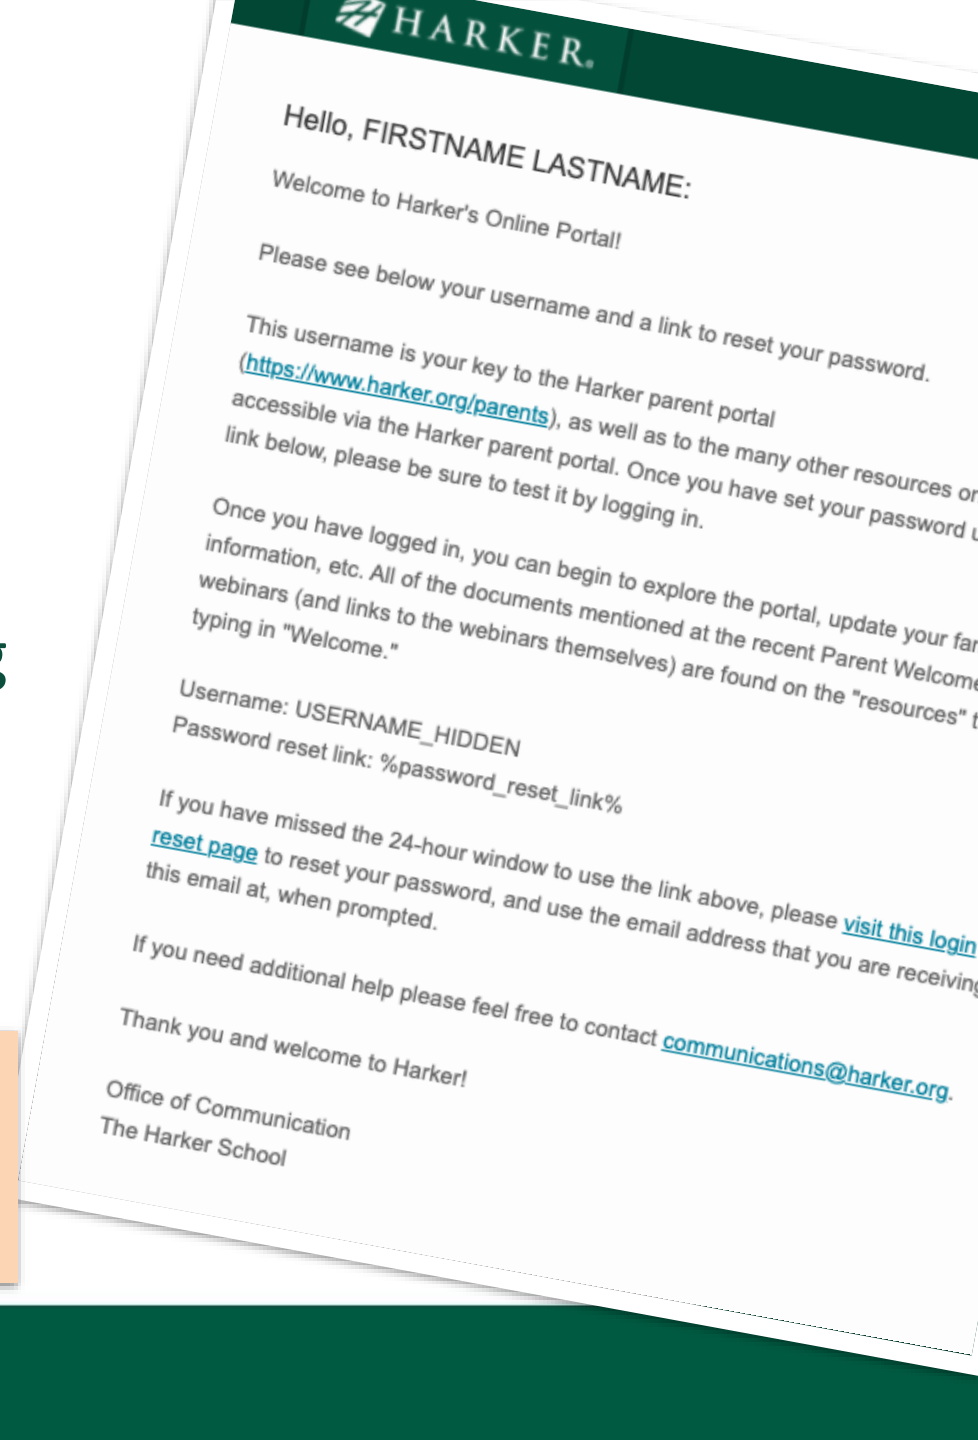 HARKER®
Hello, FIRSTNAME LASTNAME:
Welcome to Harker's Online Portal!
Please see below your username and a link to reset your password.
This username is your key to the Harker parent portal
(https://www.harker.org/parents), as well as to the many other resources
accessible via the Harker parent portal. Once you have set your password
link below, please be sure to test it by logging in.
Once you have logged in, you can begin to explore the portal, update your
information, etc. All of the documents mentioned at the recent Parent Welcome
webinars (and links to the webinars themselves) are found on the "resources"
typing in "Welcome."
Username: USERNAME_HIDDEN
Password reset link: %password_reset_link%
If you have missed the 24-hour window to use the link above, please visit this login
reset page to reset your password, and use the email address that you are receiving
this email at, when prompted.
If you need additional help please feel free to contact communications@harker.org.
Thank you and welcome to Harker!
Office of Communication
The Harker School